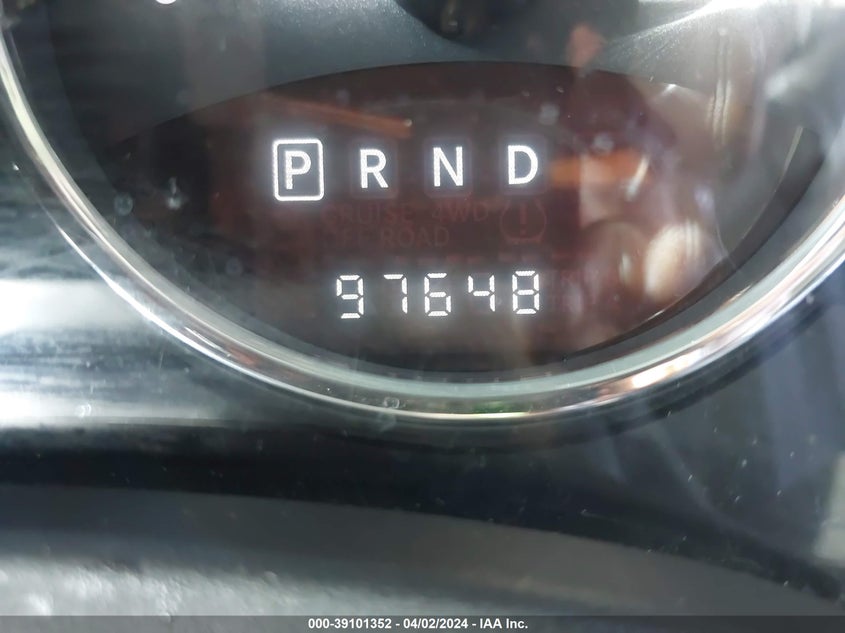 P R N D
CRUISE 4WD
OFF ROAD
97648
000-39101352 - 04/02/2024 - IAA Inc.